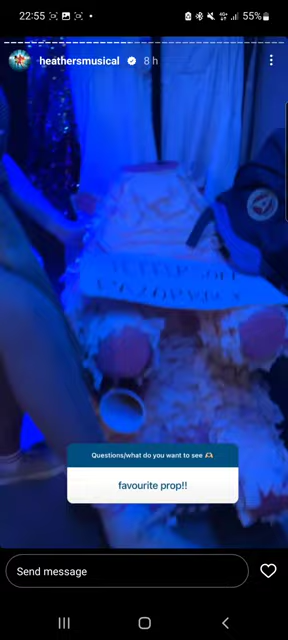 22:55
55%
heathersmusical 8 h
Questions/what do you want to see 🫶🏻
favourite prop!!
Send message